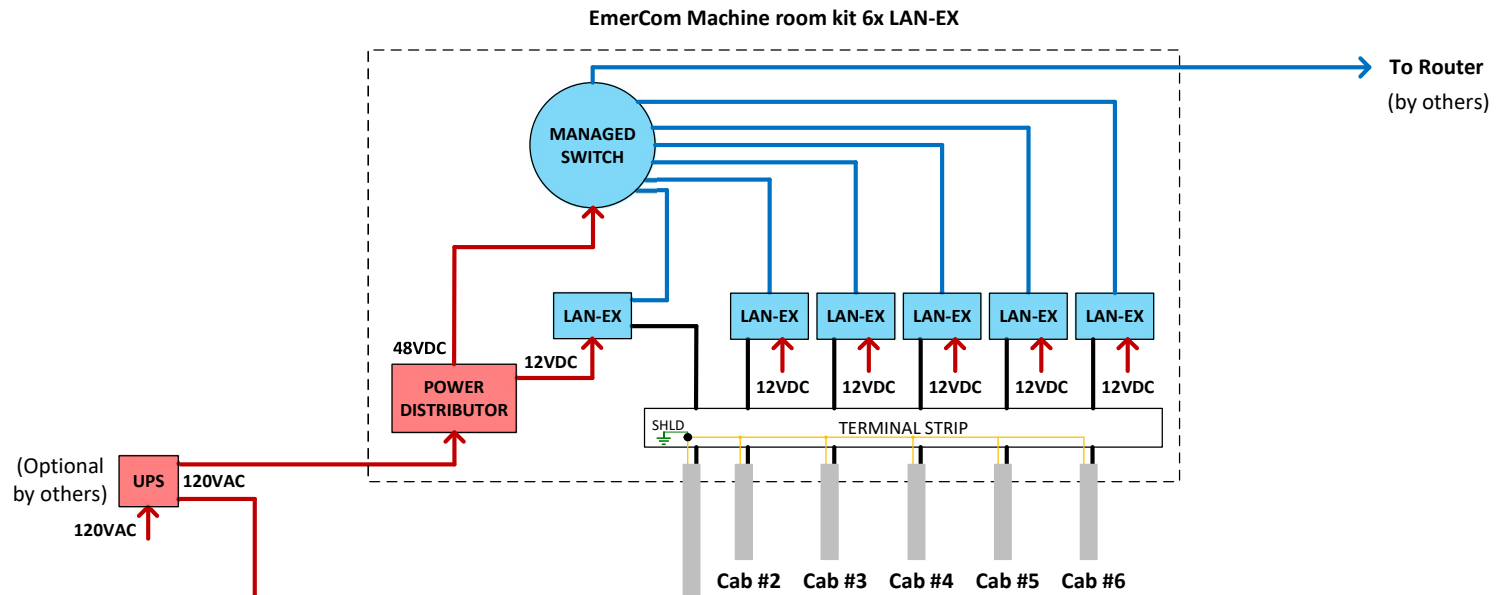 EmerCom Machine room kit 6x LAN-EX
To Router
(by others)
MANAGED
SWITCH
LAN-EX
LAN-EX
LAN-EX
LAN-EX
LAN-EX
LAN-EX
48VDC
12VDC
12VDC
12VDC
12VDC
12VDC
12VDC
POWER
DISTRIBUTOR
SHLD
TERMINAL STRIP
(Optional
by others)
UPS
120VAC
120VAC
Cab #2
Cab #3
Cab #4
Cab #5
Cab #6